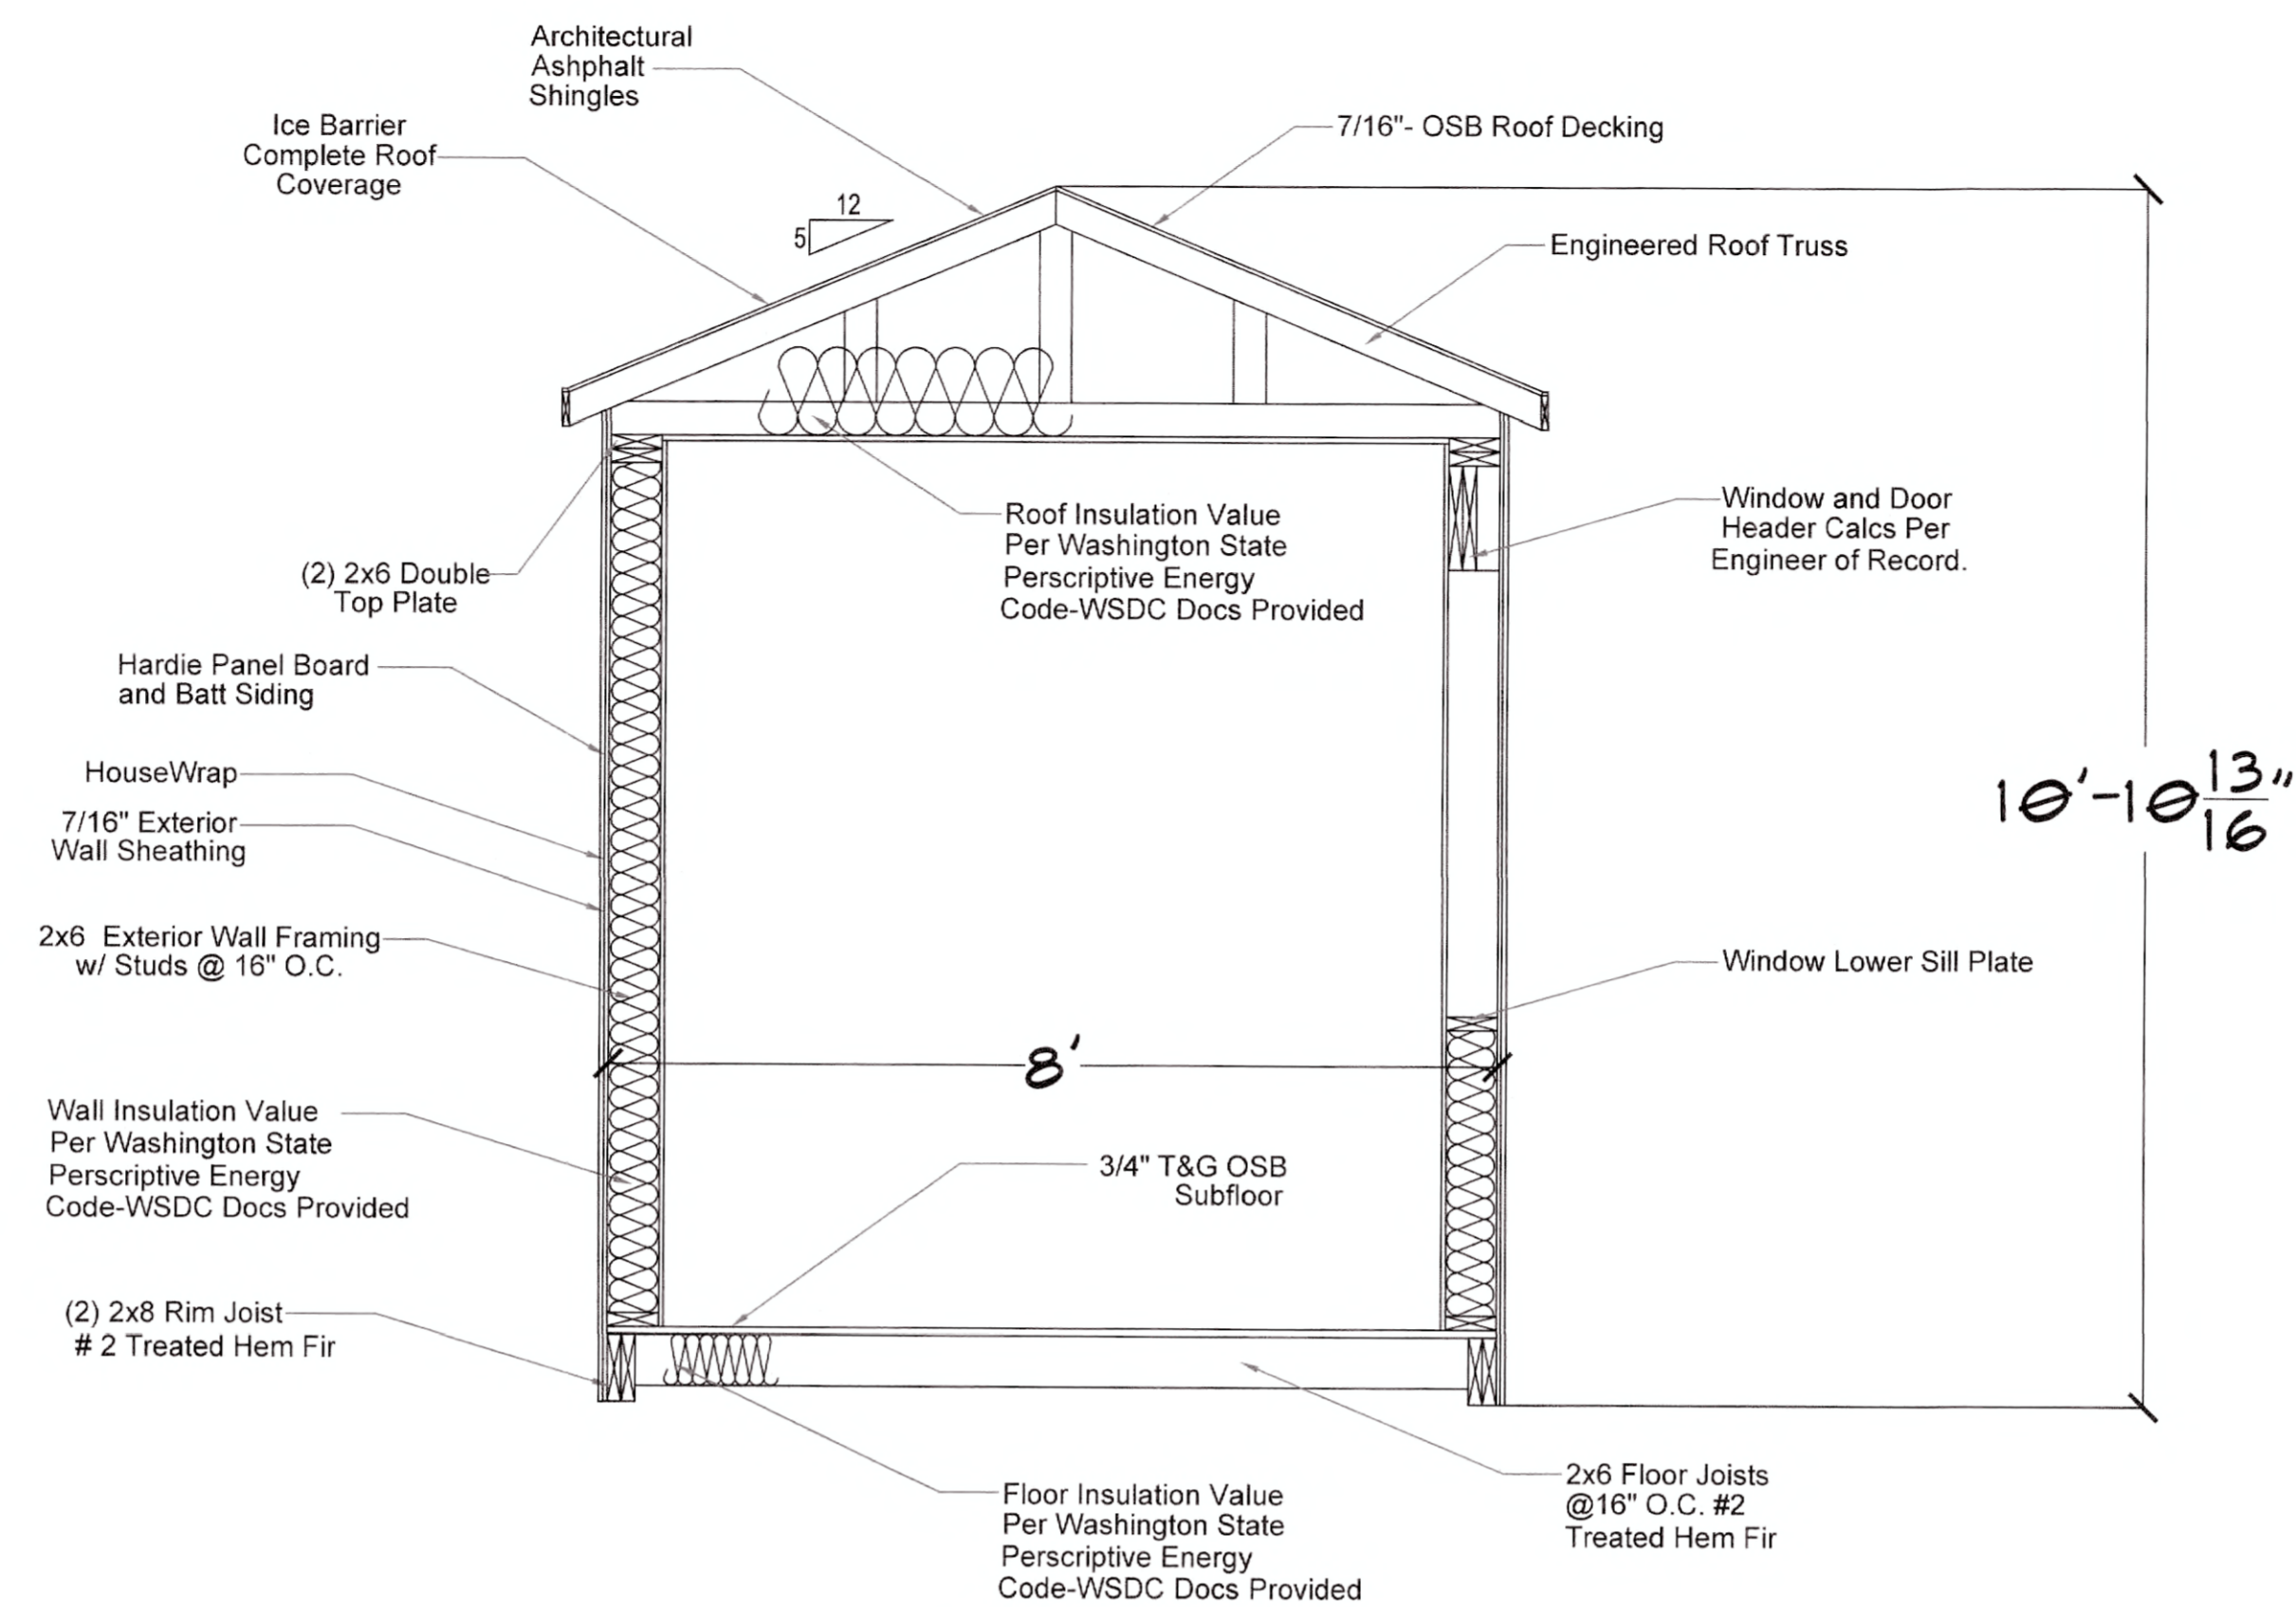 Architectural
Ashphalt
Shingles
Ice Barrier
Complete Roof
Coverage
7/16"- OSB Roof Decking
12
5
Engineered Roof Truss
Roof Insulation Value
Per Washington State
Perscriptive Energy
Code-WSDC Docs Provided
Window and Door
Header Calcs Per
Engineer of Record.
(2) 2x6 Double
Top Plate
Hardie Panel Board
and Batt Siding
HouseWrap
7/16" Exterior
Wall Sheathing
10'-10 13/16"
2x6 Exterior Wall Framing
w/ Studs @ 16" O.C.
Window Lower Sill Plate
8'
Wall Insulation Value
Per Washington State
Perscriptive Energy
Code-WSDC Docs Provided
3/4" T&G OSB
Subfloor
(2) 2x8 Rim Joist
# 2 Treated Hem Fir
Floor Insulation Value
Per Washington State
Perscriptive Energy
Code-WSDC Docs Provided
2x6 Floor Joists
@16" O.C. #2
Treated Hem Fir